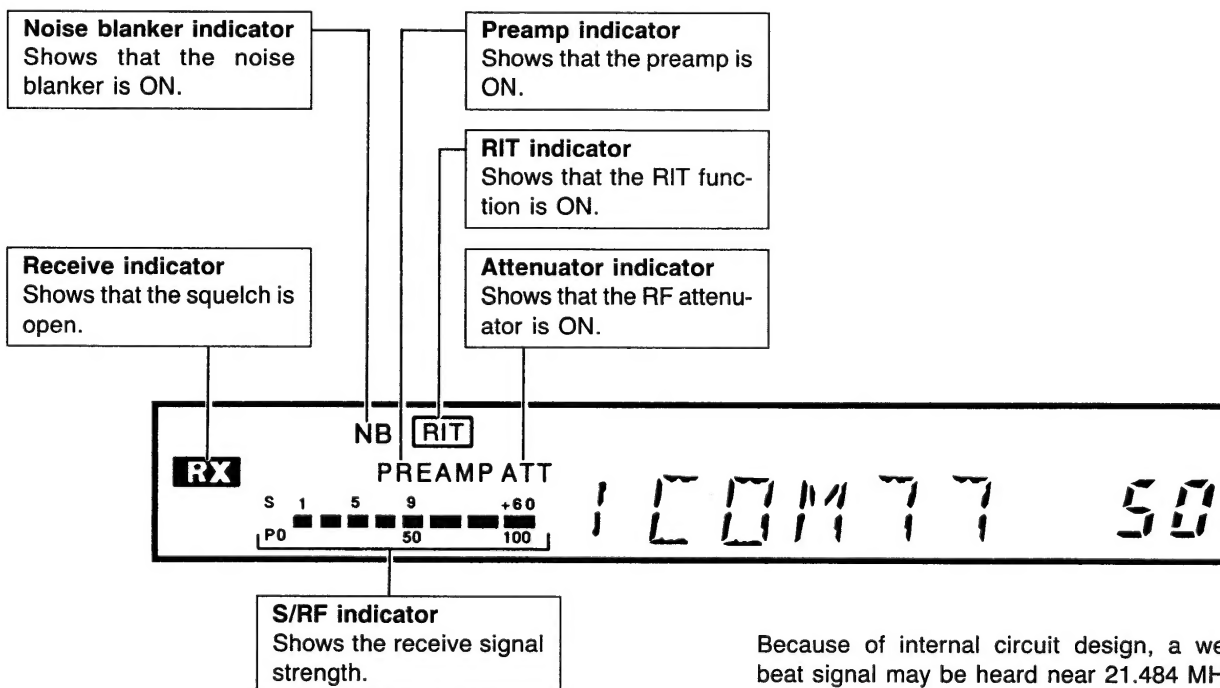 Noise blanker indicator
Shows that the noise
blanker is ON.
Preamp indicator
Shows that the preamp is
ON.
RIT indicator
Shows that the RIT func-
tion is ON.
Receive indicator
Shows that the squelch is
open.
Attenuator indicator
Shows that the RF attenu-
ator is ON.
NB RIT
RX PREAMP ATT
S 1 5 9 +60
P0 50 100
ICOM77 50
S/RF indicator
Shows the receive signal
strength.
Because of internal circuit design, a
beat signal may be heard near 21.484